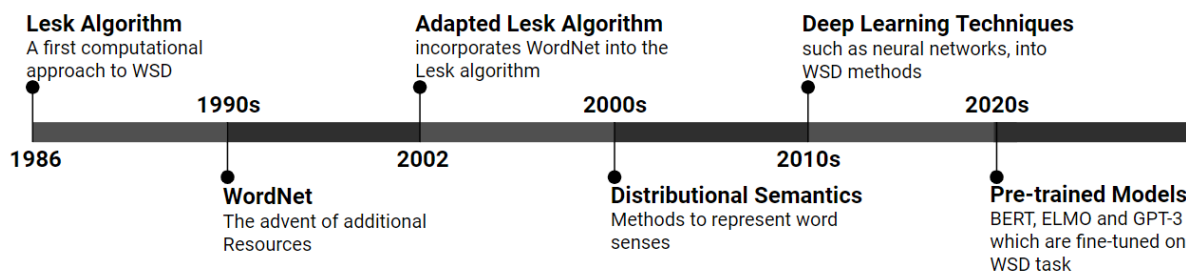 Lesk Algorithm
A first computational
approach to WSD
Adapted Lesk Algorithm
incorporates WordNet into the
Lesk algorithm
Deep Learning Techniques
such as neural networks, into
WSD methods
1990s
2000s
2020s
1986
2002
2010s
WordNet
The advent of additional
Resources
Distributional Semantics
Methods to represent word
senses
Pre-trained Models
BERT, ELMO and GPT-3
which are fine-tuned on
WSD task